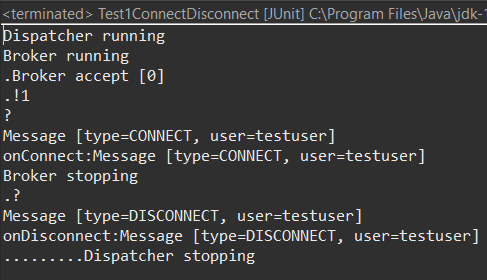 <terminated> Test1ConnectDisconnect [JUnit] C:\Program Files\Java\jdk-1
Dispatcher running
Broker running
.Broker accept [0]
.!1
?
Message [type=CONNECT, user=testuser]
onConnect:Message [type=CONNECT, user=testuser]
Broker stopping
.?
Message [type=DISCONNECT, user=testuser]
onDisconnect:Message [type=DISCONNECT, user=testuser]
.........Dispatcher stopping